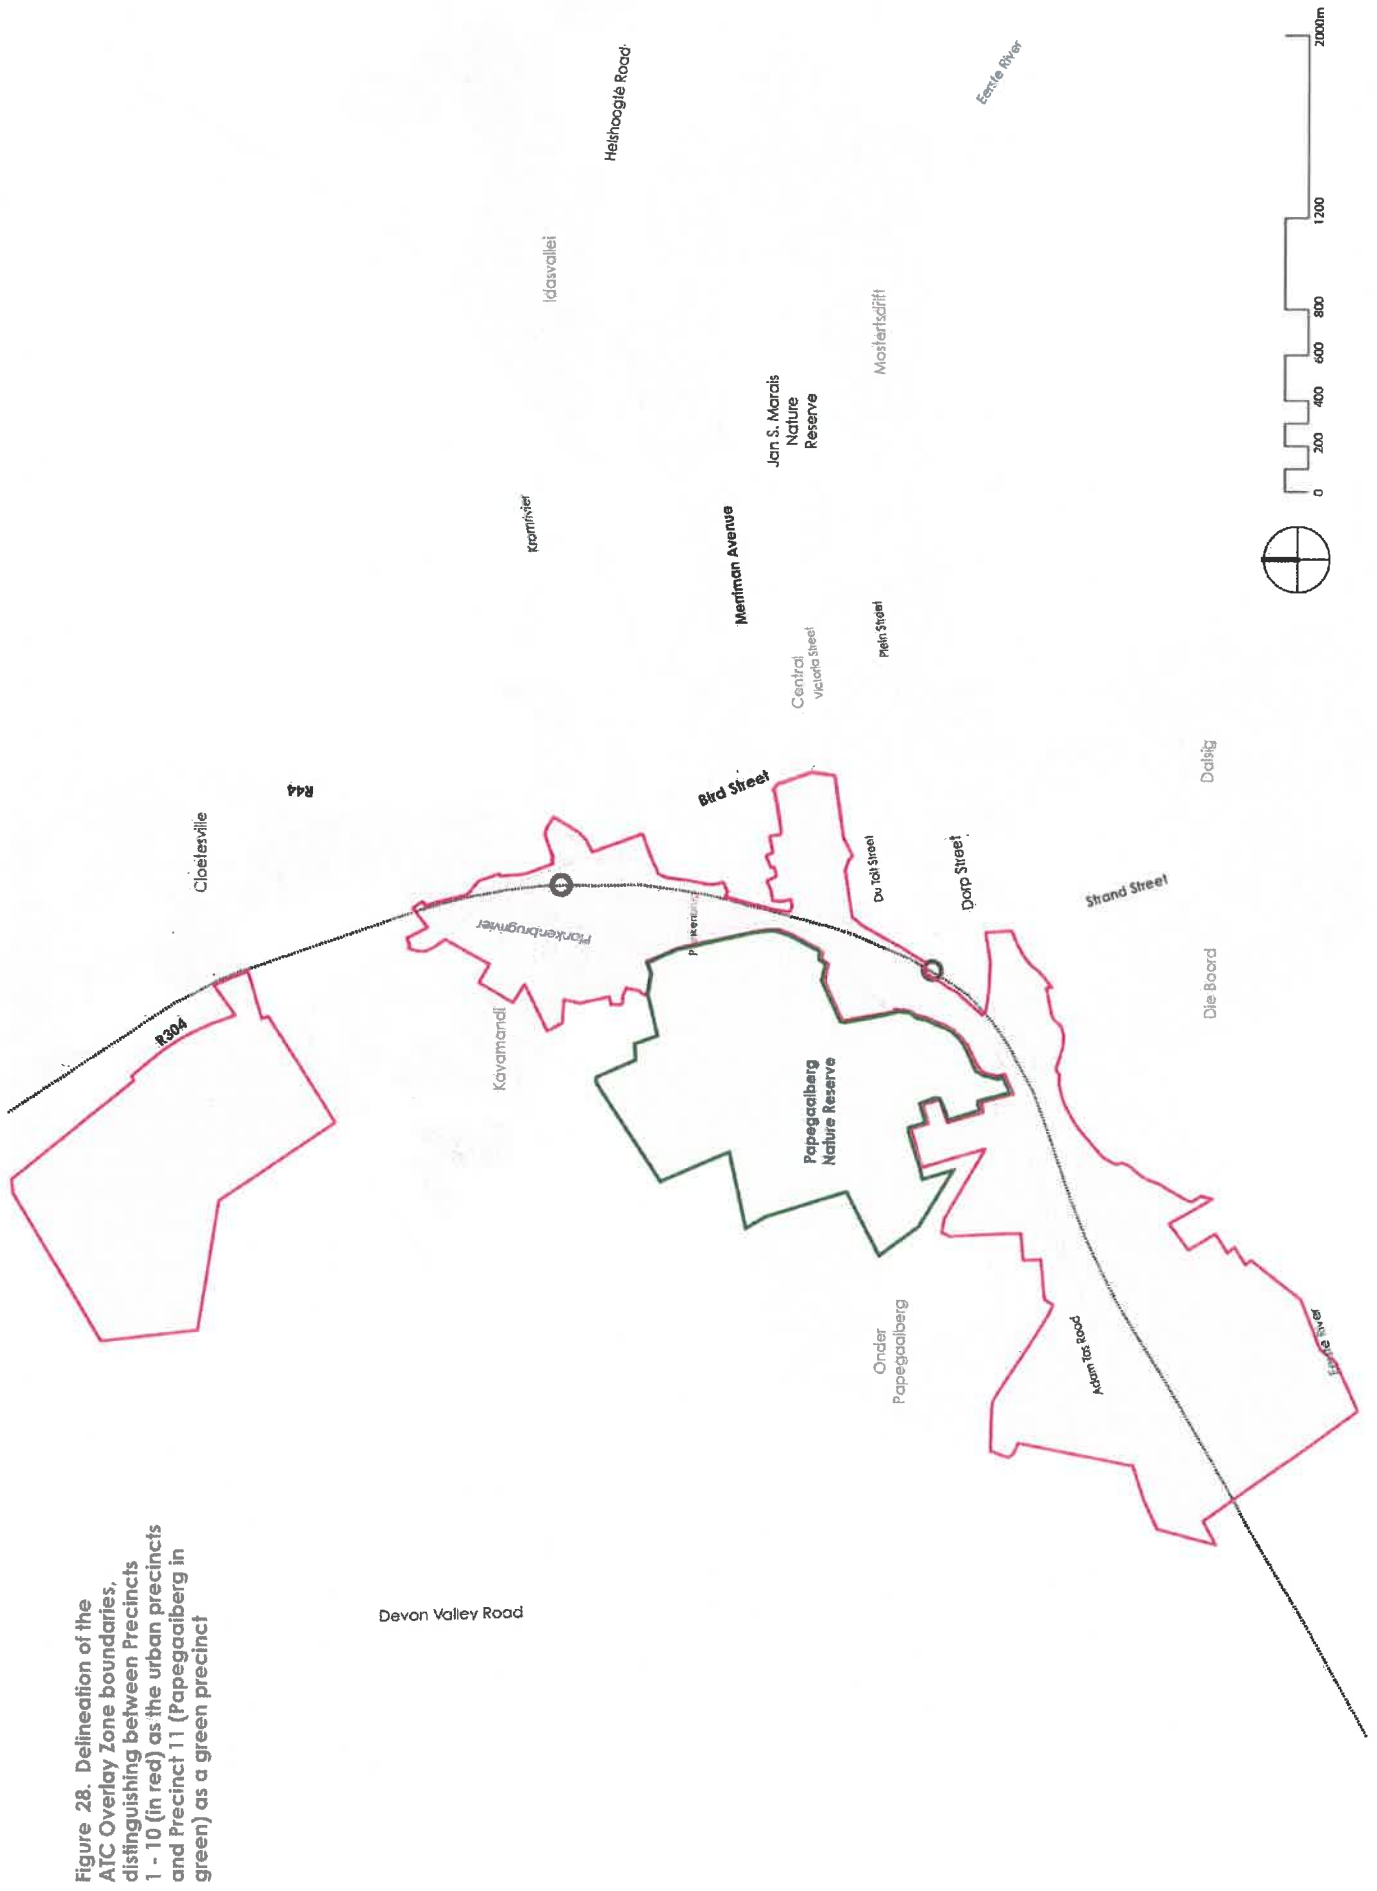 Figure 28. Delineation of the
ATC Overlay Zone boundaries,
distinguishing between Precincts
1 - 10 (in red) as the urban precincts
and Precinct 11 (Papegaaiberg in
green) as a green precinct
Devon Valley Road
Cloetesville
R44
R304
Kayamandi
Plankenbrugrivier
Kromrivier
Idasvallei
Helshoogte Road
Bird Street
Merriman Avenue
Jan S. Marais
Nature
Reserve
Central
Victoria Street
Mostertsdrift
Plein Street
Eerste River
Papegaaiberg
Nature Reserve
Du Toit Street
Dorp Street
Onder
Papegaaiberg
Adam Tas Road
Strand Street
Die Boord
Dalsig
Eerste River
0 200 400 600 800 1200 2000m